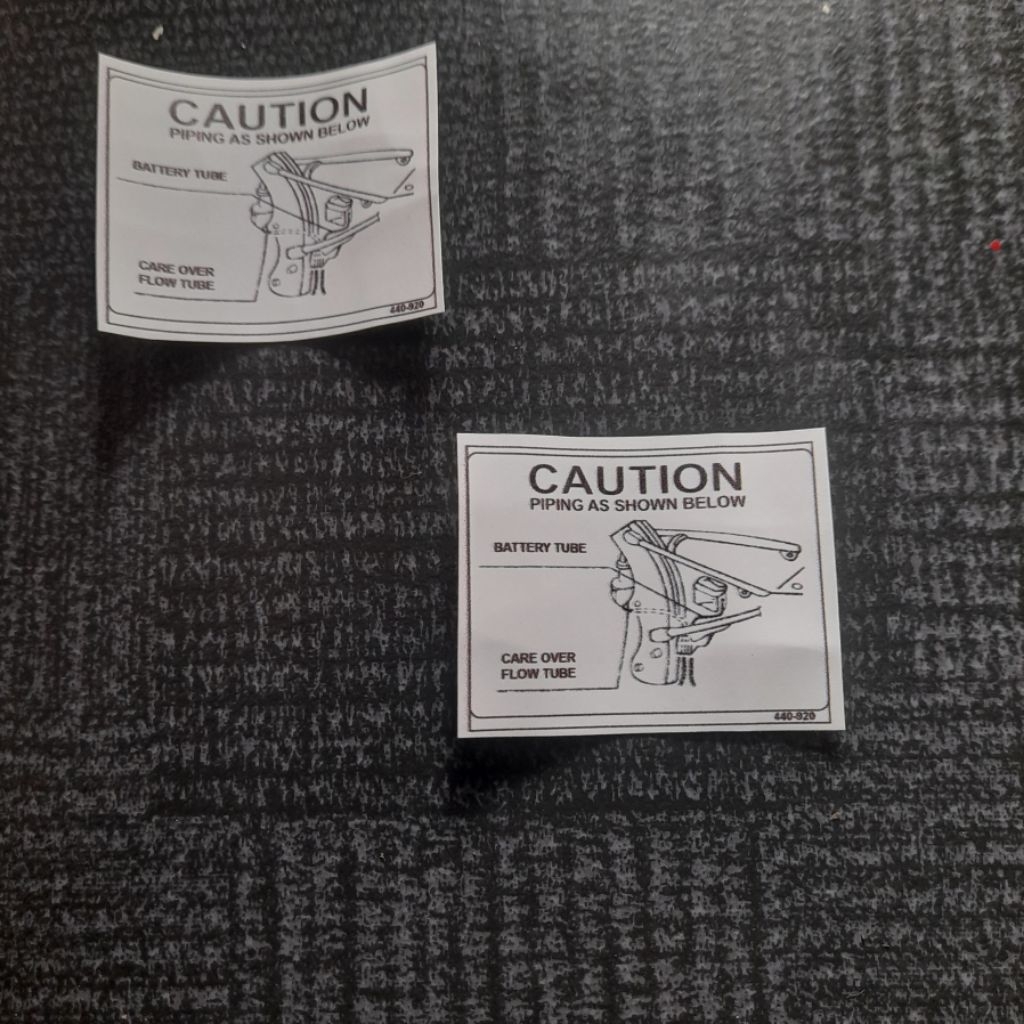 CAUTION
PIPING AS SHOWN BELOW
BATTERY TUBE
CARE OVER
FLOW TUBE
440-920
CAUTION
PIPING AS SHOWN BELOW
BATTERY TUBE
CARE OVER
FLOW TUBE
440-920